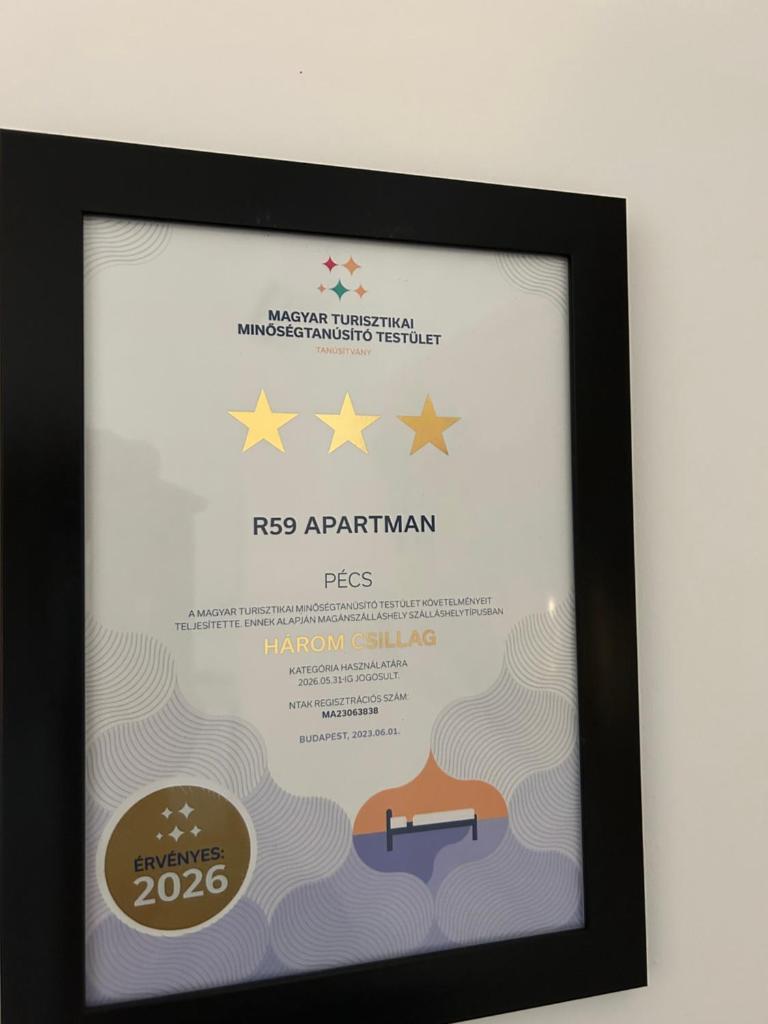 MAGYAR TURISZTIKAI
MINŐSÉGTANÚSÍTÓ TESTÜLET
TANÚSÍTVÁNY
R59 APARTMAN
PÉCS
A MAGYAR TURISZTIKAI MINŐSÉGTANÚSÍTÓ TESTÜLET KÖVETELMÉNYEIT
TELJESÍTETTE. ENNEK ALAPJÁN MAGÁNSZÁLLÁSHELY SZÁLLÁSHELYTÍPUSBAN
HÁROM CSILLAG
KATEGÓRIA HASZNÁLATÁRA
2026.05.31-IG JOGOSULT.
NTAK REGISZTRÁCIÓS SZÁM:
MA23063838
BUDAPEST, 2023.06.01.
ÉRVÉNYES:
2026